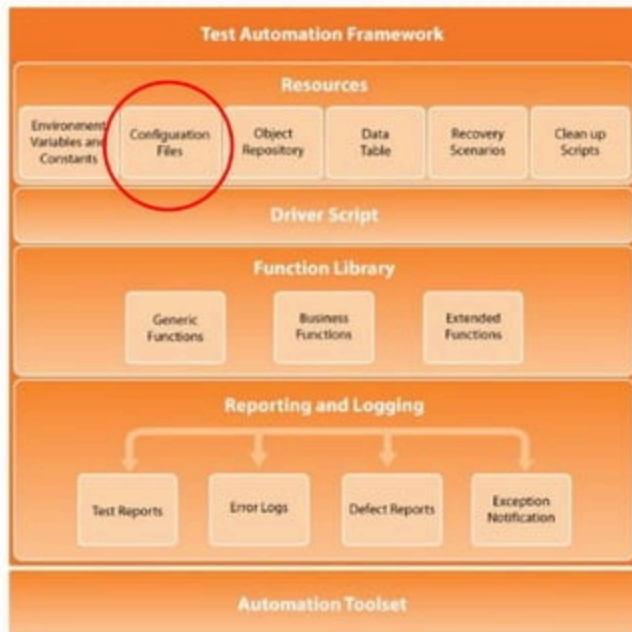 Test Automation Framework
Resources
Environment
Variables and
Constants
Configuration
Files
Object
Repository
Data
Table
Recovery
Scenarios
Clean up
Scripts
Driver Script
Function Library
Generic
Functions
Business
Functions
Extended
Functions
Reporting and Logging
Test Reports
Error Logs
Defect Reports
Exception
Notification
Automation Toolset